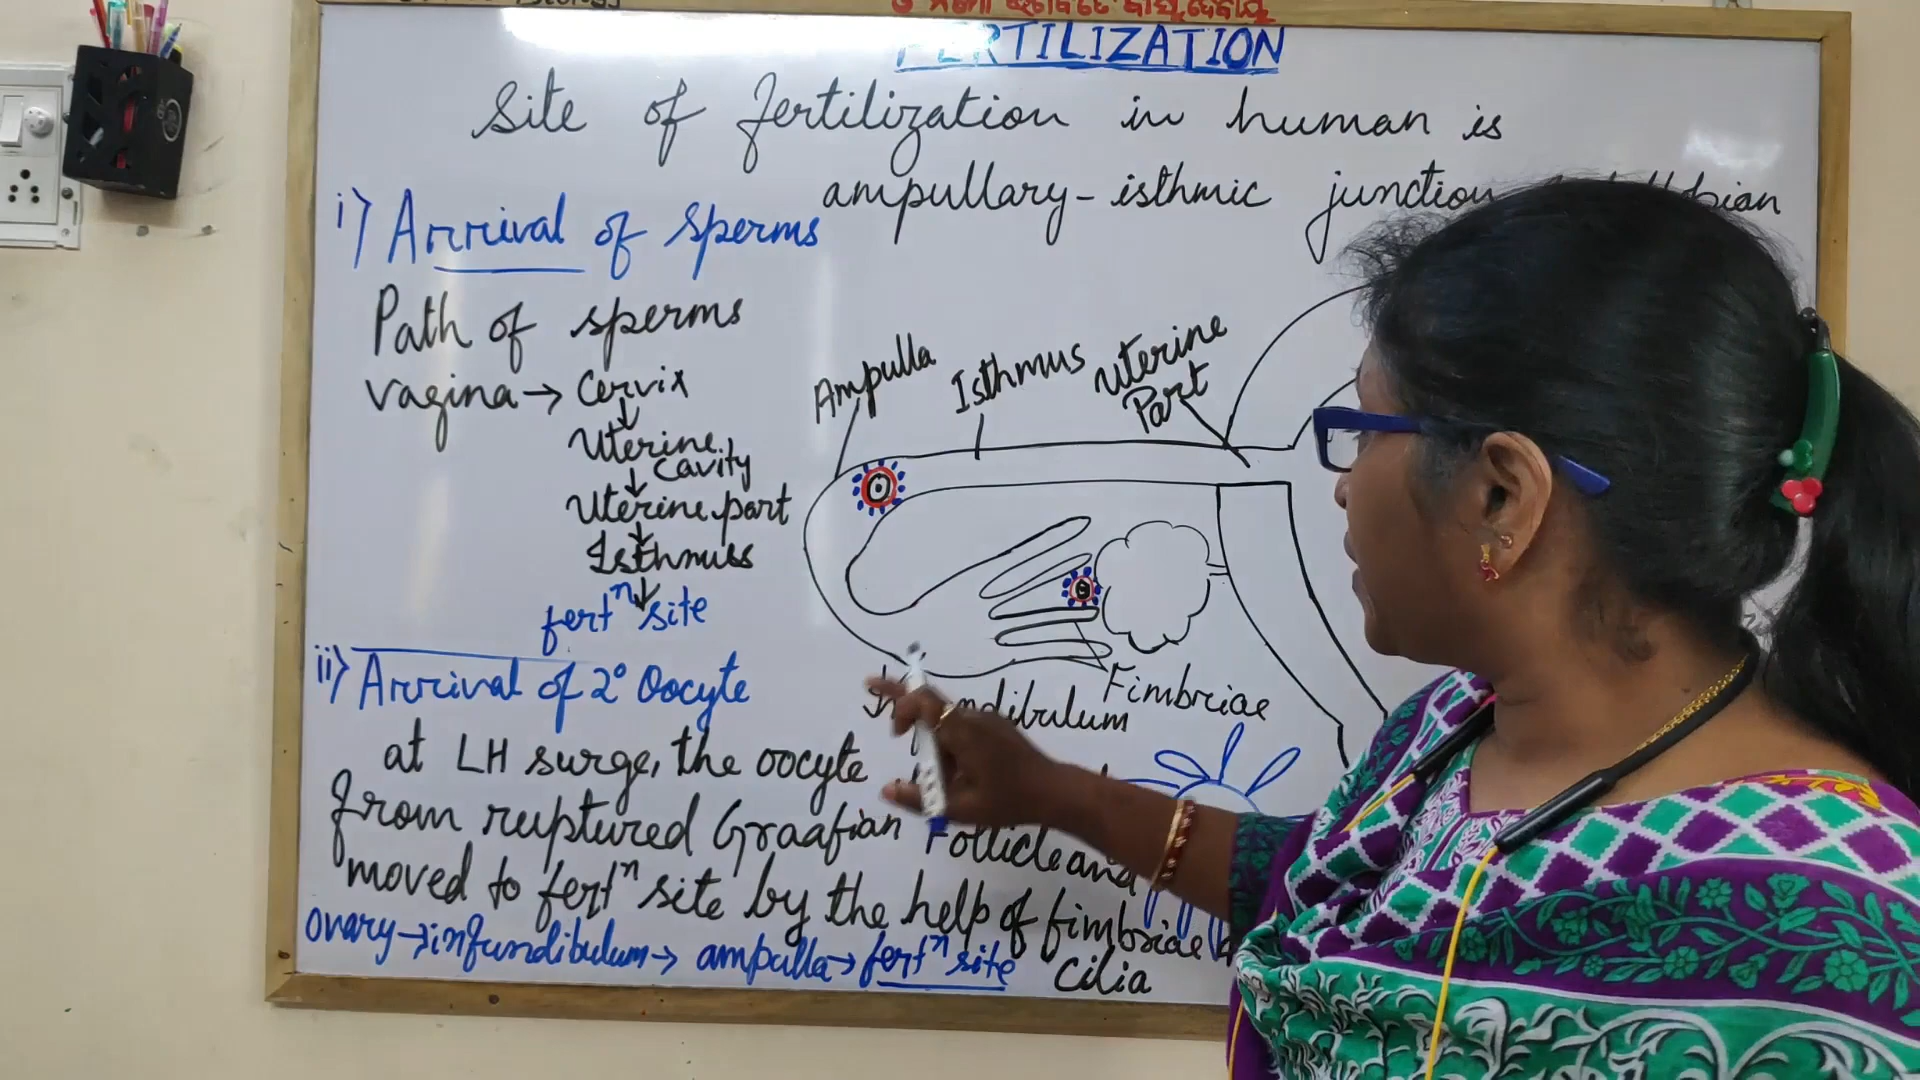 FERTILIZATION
Site of fertilization in human is
ampullary-isthmic junction
i) Arrival of sperms
Path of sperms
vagina → Cervix
↓
Uterine cavity
↓
Uterine part
↓
Isthmuss
↓
fertⁿ site
Ampulla
Isthmus
Uterine Part
Fimbriae
ii) Arrival of 2° Oocyte
at LH surge, the oocyte
from ruptured Graafian Follicle and
moved to fertⁿ site by the help of fimbriae
cilia
ovary → infundibulum → ampulla → fertⁿ site